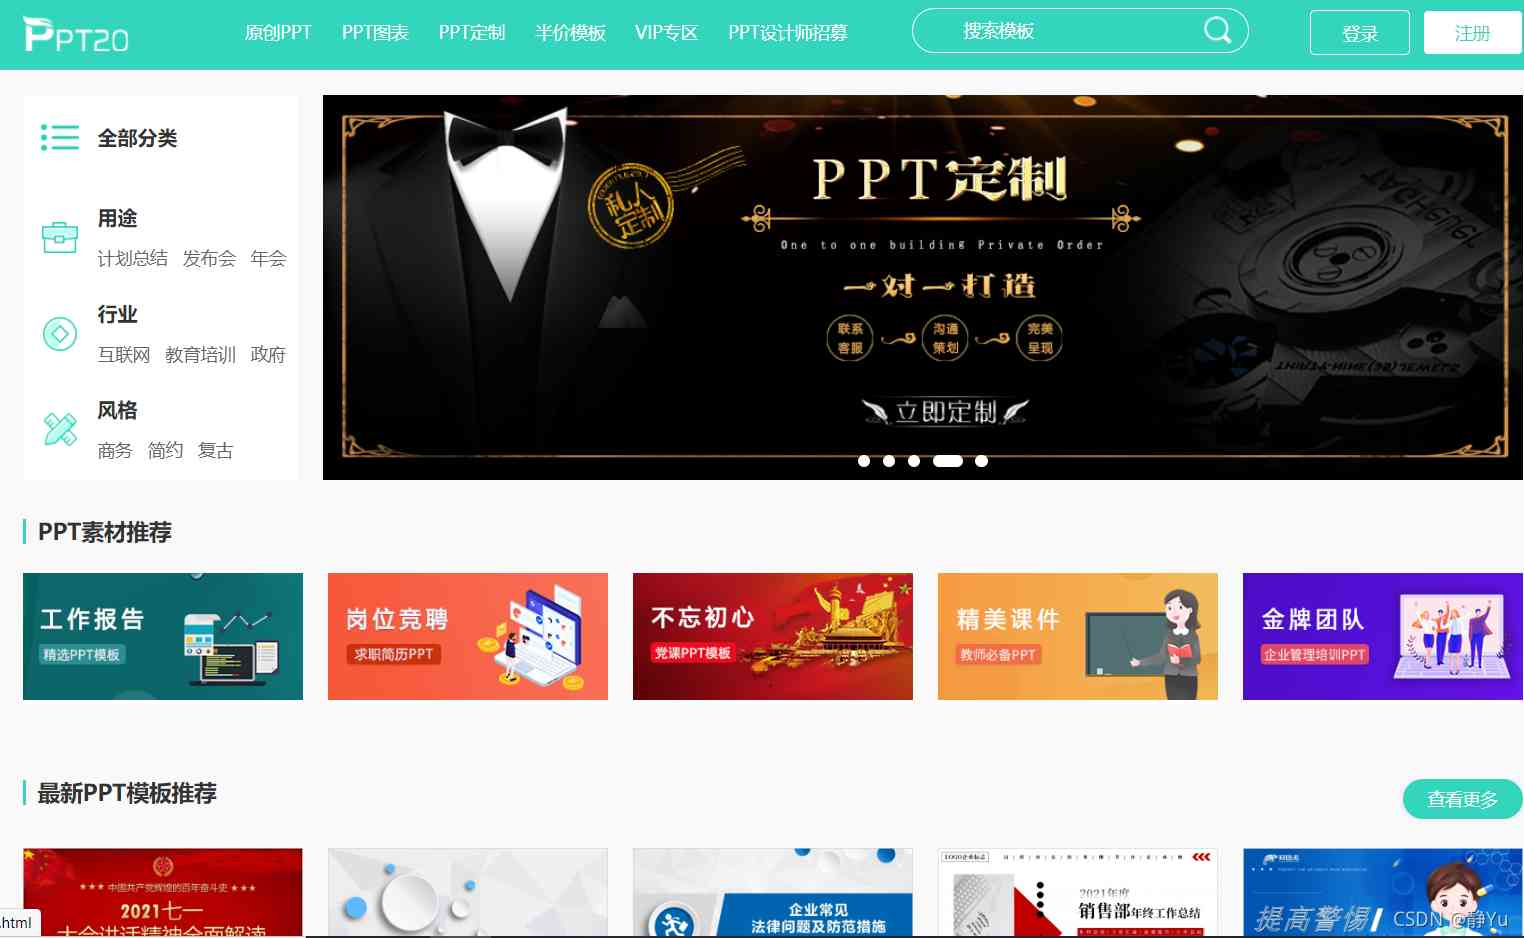 PPT20
原创PPT PPT图表 PPT定制 半价模板 VIP专区 PPT设计师招募 搜索模板 登录 注册
全部分类
用途
计划总结 发布会 年会
行业
互联网 教育培训 政府
风格
商务 简约 复古
私人
定制
PPT定制
One to one building Private Order
一对一打造
联系 沟通 完美
客服 策划 呈现
立即定制
PPT素材推荐
工作报告
精选PPT模板
岗位竞聘
求职简历PPT
不忘初心
党课PPT模板
精美课件
教师必备PPT
金牌团队
企业管理培训PPT
最新PPT模板推荐
查看更多
中国共产党辉煌的百年奋斗史
2021七一
大会讲话精神全面解读
企业常见
法律问题及防范措施
LOGO企业标志
2021年度
销售部年终工作总结
提高警惕
.html
CSDN @静Yu